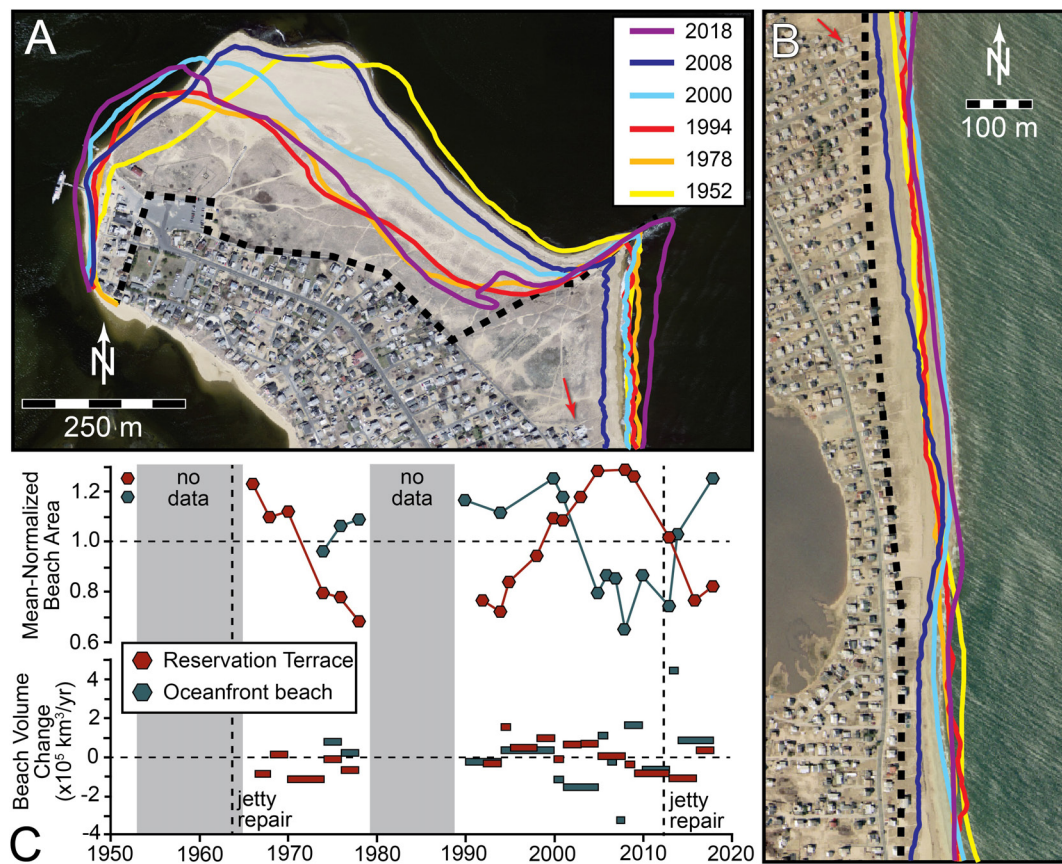 A
2018
2008
2000
1994
1978
1952
N
250 m
B
N
100 m
Mean-Normalized
Beach Area
1.2
1.0
0.8
0.6
no
data
no
data
Reservation Terrace
Oceanfront beach
Beach Volume
Change
(x10⁵ km³/yr)
4
2
0
-2
-4
jetty
repair
jetty
repair
C
1950
1960
1970
1980
1990
2000
2010
2020